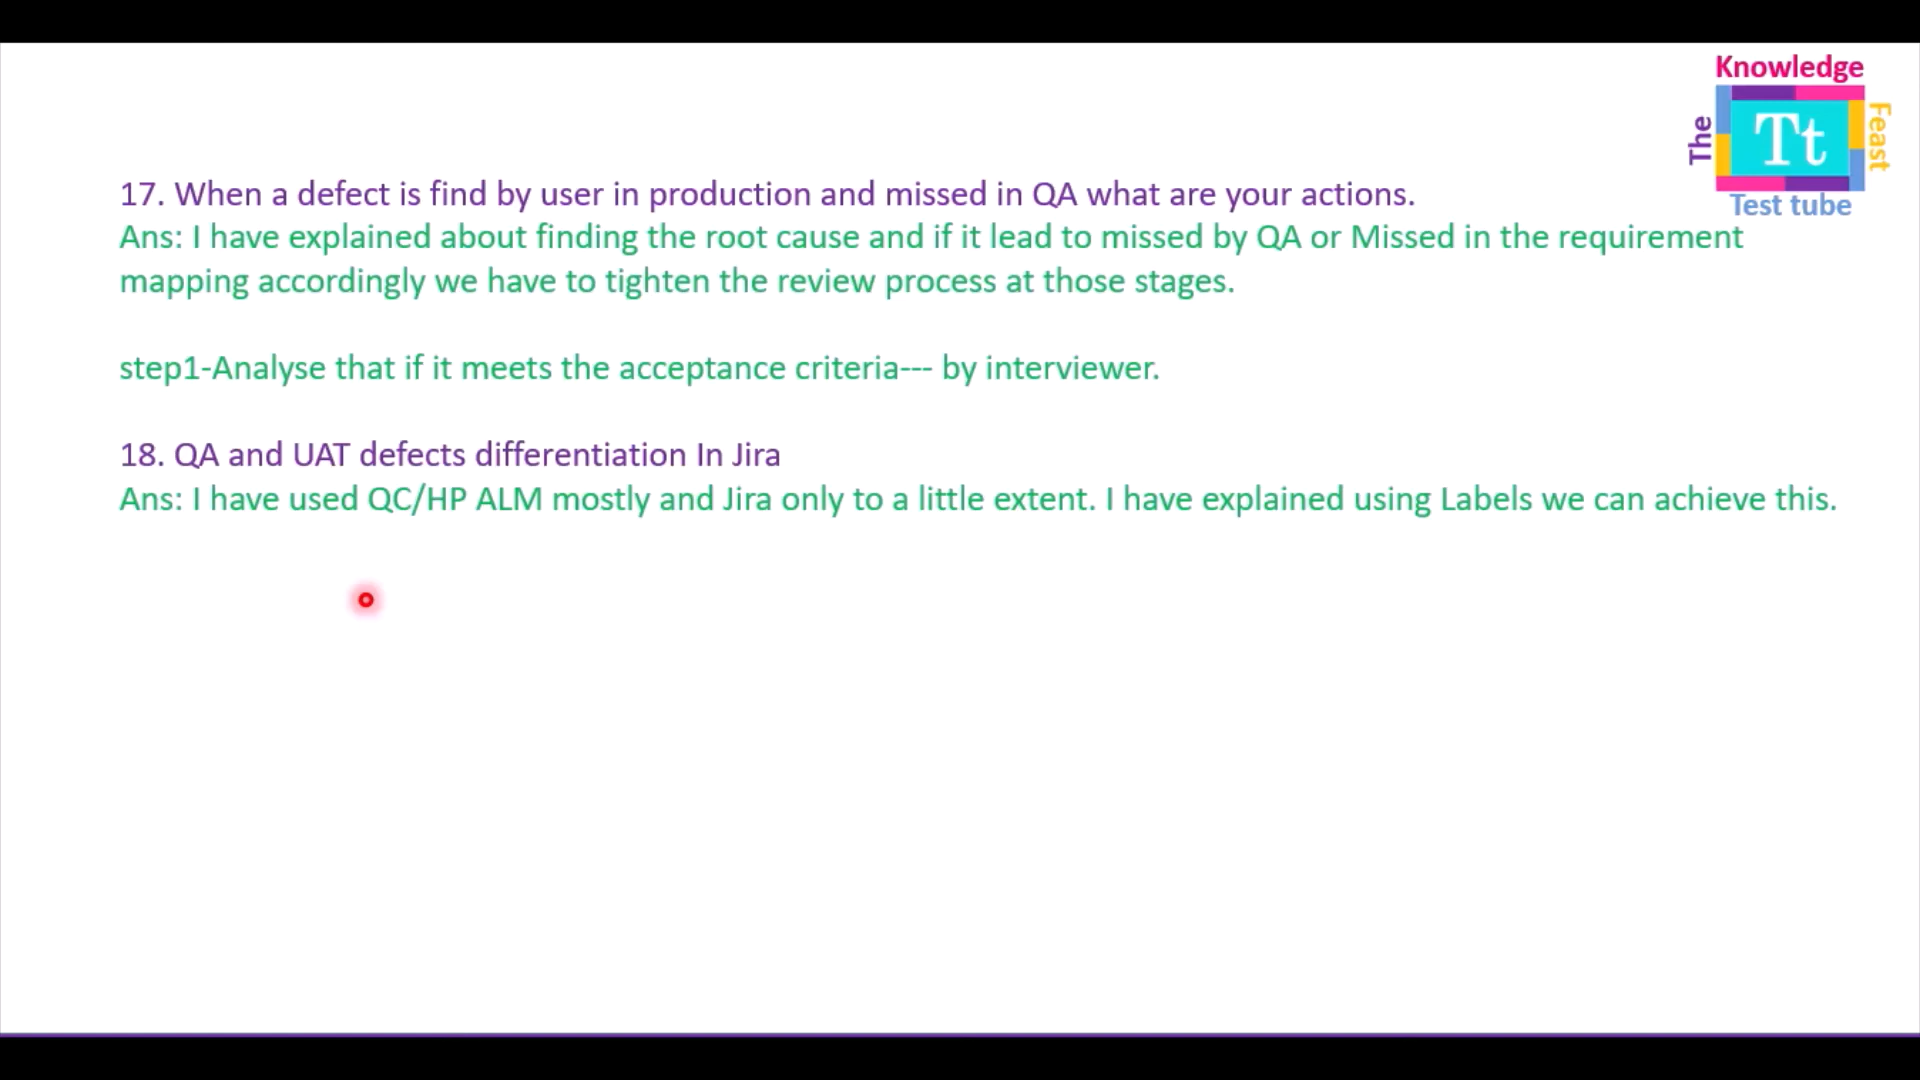 Knowledge
The
Tt
Feast
Test tube
17. When a defect is find by user in production and missed in QA what are your actions.
Ans: I have explained about finding the root cause and if it lead to missed by QA or Missed in the requirement
mapping accordingly we have to tighten the review process at those stages.
step1-Analyse that if it meets the acceptance criteria--- by interviewer.
18. QA and UAT defects differentiation In Jira
Ans: I have used QC/HP ALM mostly and Jira only to a little extent. I have explained using Labels we can achieve this.